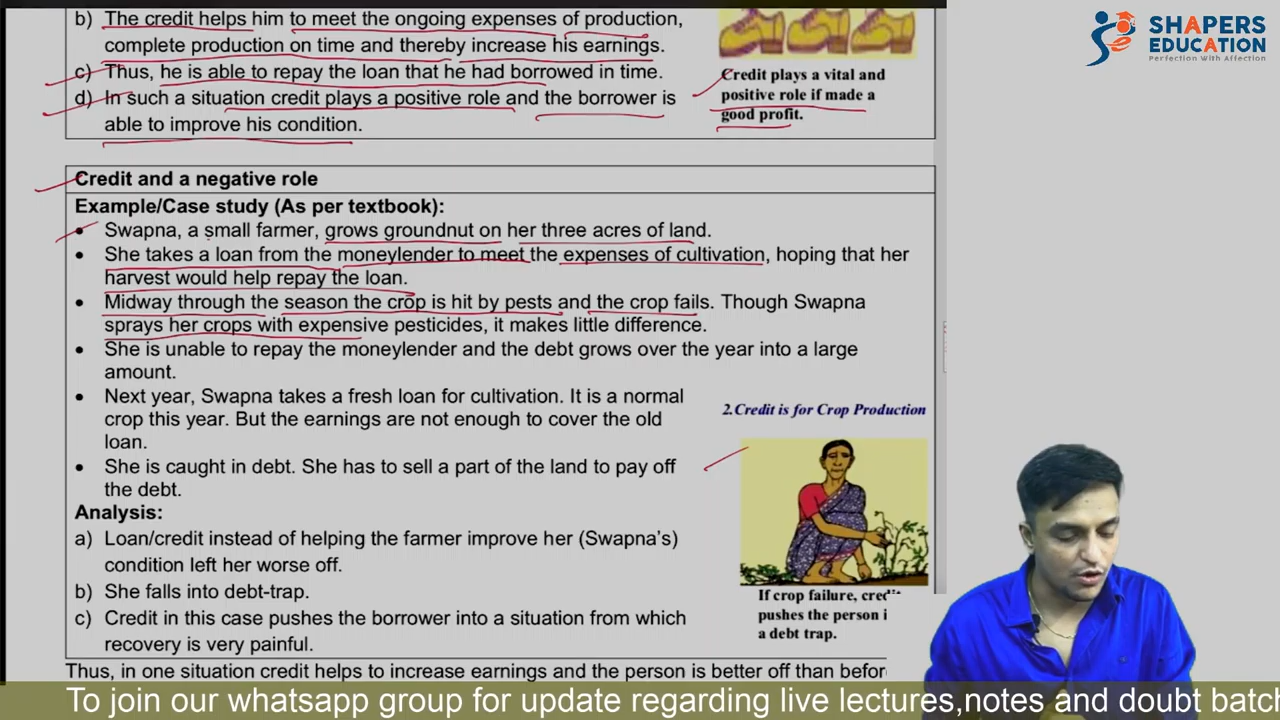 b) The credit helps him to meet the ongoing expenses of production,
complete production on time and thereby increase his earnings.
c) Thus, he is able to repay the loan that he had borrowed in time.
d) In such a situation credit plays a positive role and the borrower is
able to improve his condition.
Credit plays a vital and
positive role if made a
good profit.
SHAPERS
EDUCATION
Perfection With Affection
Credit and a negative role
Example/Case study (As per textbook):
• Swapna, a small farmer, grows groundnut on her three acres of land.
• She takes a loan from the moneylender to meet the expenses of cultivation, hoping that her
harvest would help repay the loan.
• Midway through the season the crop is hit by pests and the crop fails. Though Swapna
sprays her crops with expensive pesticides, it makes little difference.
• She is unable to repay the moneylender and the debt grows over the year into a large
amount.
• Next year, Swapna takes a fresh loan for cultivation. It is a normal
crop this year. But the earnings are not enough to cover the old
loan.
• She is caught in debt. She has to sell a part of the land to pay off
the debt.
2.Credit is for Crop Production
If crop failure, credit
pushes the person i
a debt trap.
Analysis:
a) Loan/credit instead of helping the farmer improve her (Swapna's)
condition left her worse off.
b) She falls into debt-trap.
c) Credit in this case pushes the borrower into a situation from which
recovery is very painful.
Thus, in one situation credit helps to increase earnings and the person is better off than befor
To join our whatsapp group for update regarding live lectures,notes and doubt batch